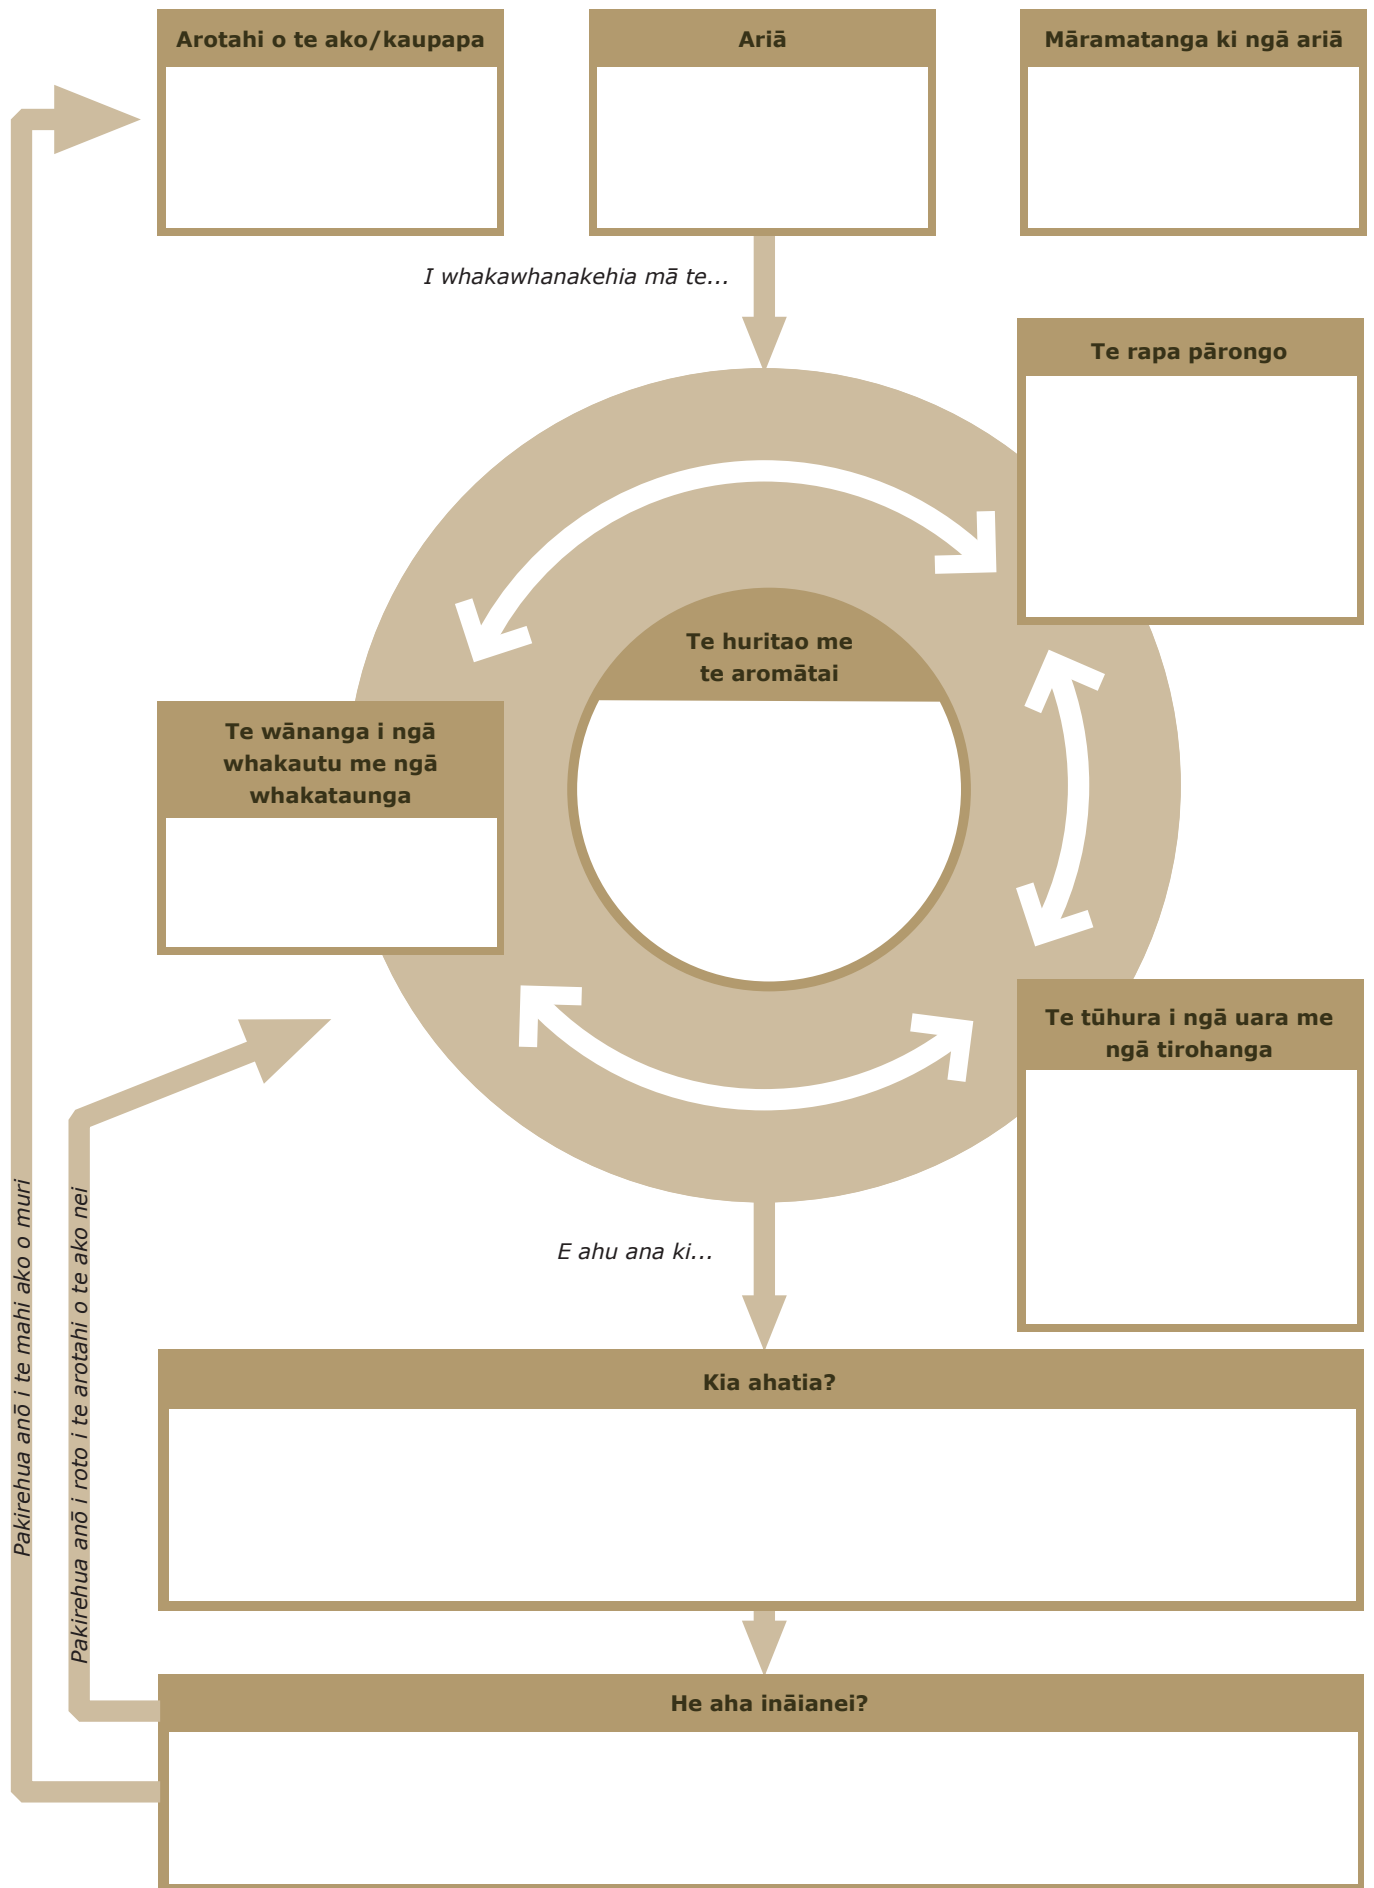 Arotahi o te ako/kaupapa
Ariā
Māramatanga ki ngā ariā
I whakawhanakehia mā te...
Te rapa pārongo
Te huritao me
te aromātai
Te wānanga i ngā
whakautu me ngā
whakataunga
Te tūhura i ngā uara me
ngā tirohanga
E ahu ana ki...
Pakirehua anō i te mahi ako o muri
Pakirehua anō i roto i te arotahi o te ako nei
Kia ahatia?
He aha ināianei?